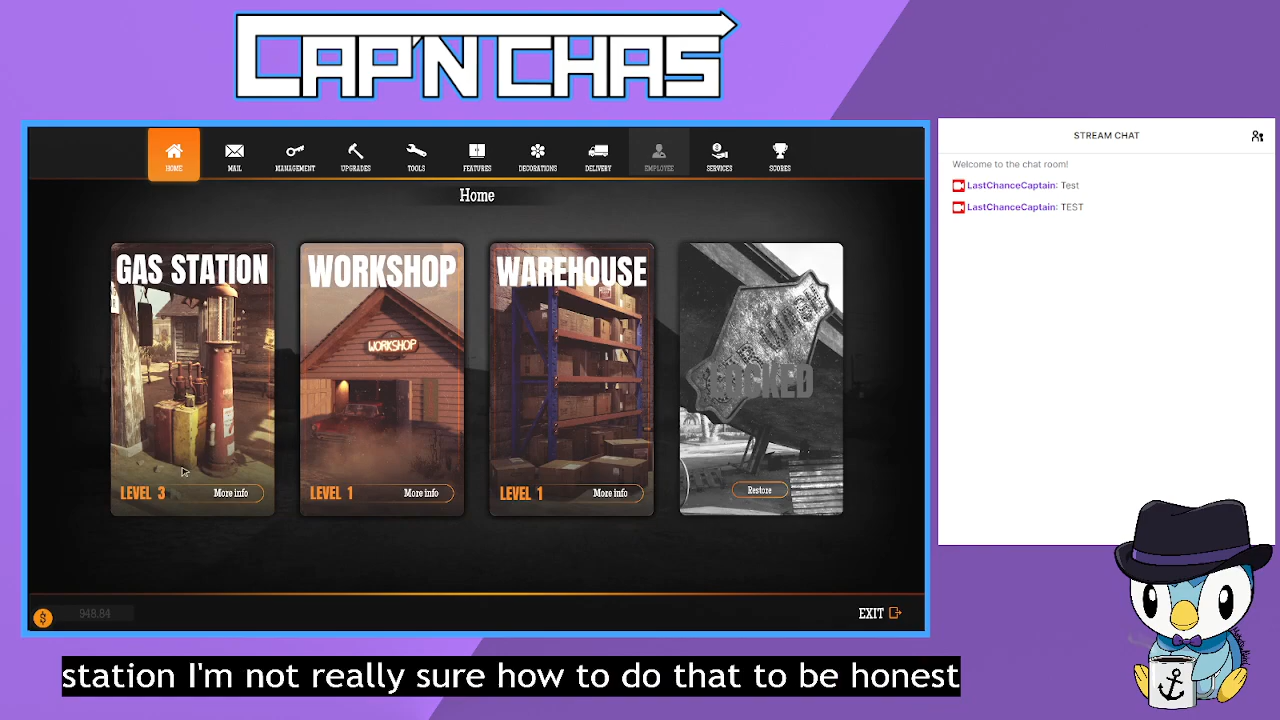 CAP'N CHAS
HOME
MAIL
MANAGEMENT
UPGRADES
TOOLS
FEATURES
DECORATIONS
DELIVERY
EMPLOYEE
SERVICES
SCORES
Home
GAS STATION
LEVEL 3
More info
WORKSHOP
WORKSHOP
LEVEL 1
More info
WAREHOUSE
LEVEL 1
More info
LOCKED
Restore
948.84
EXIT
STREAM CHAT
Welcome to the chat room!
LastChanceCaptain: Test
LastChanceCaptain: TEST
station I'm not really sure how to do that to be honest